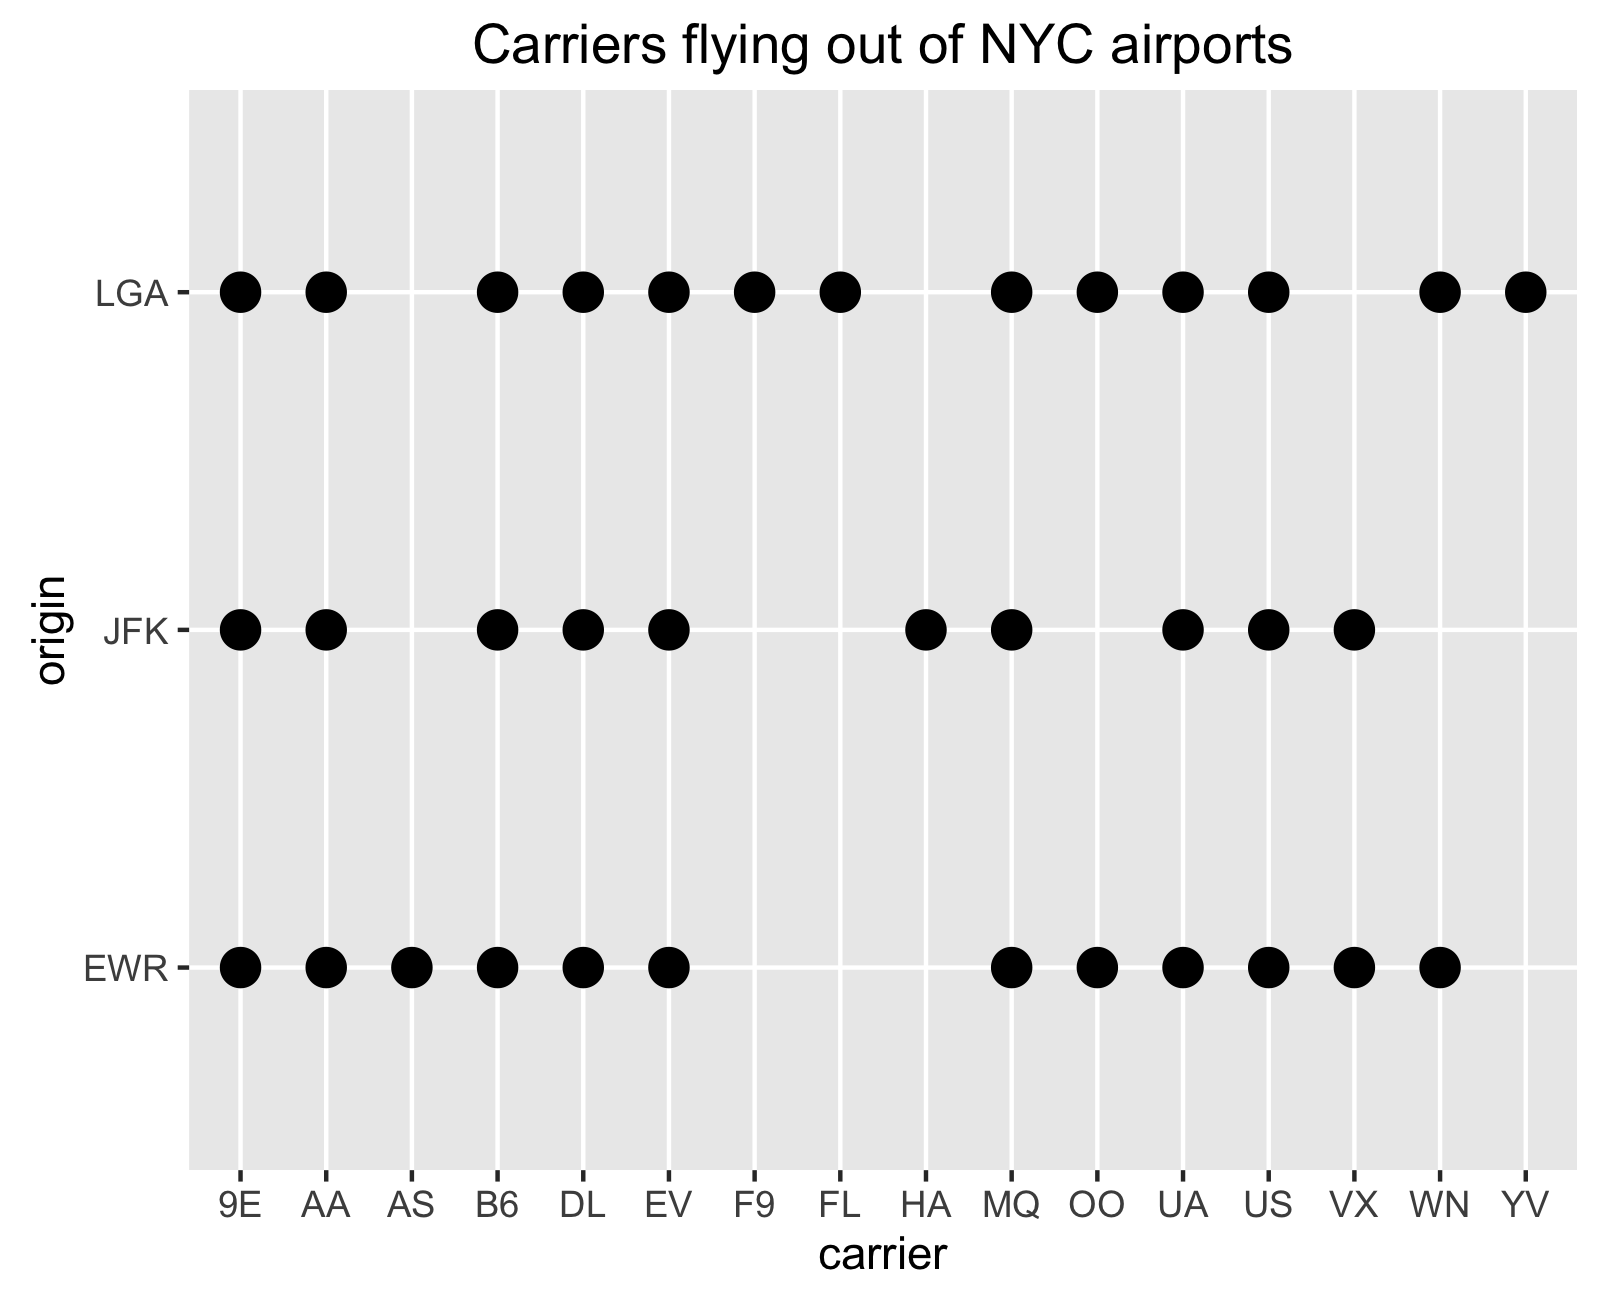 Carriers flying out of NYC airports
LGA
JFK
EWR
origin
9E AA AS B6 DL EV F9 FL HA MQ OO UA US VX WN YV
carrier